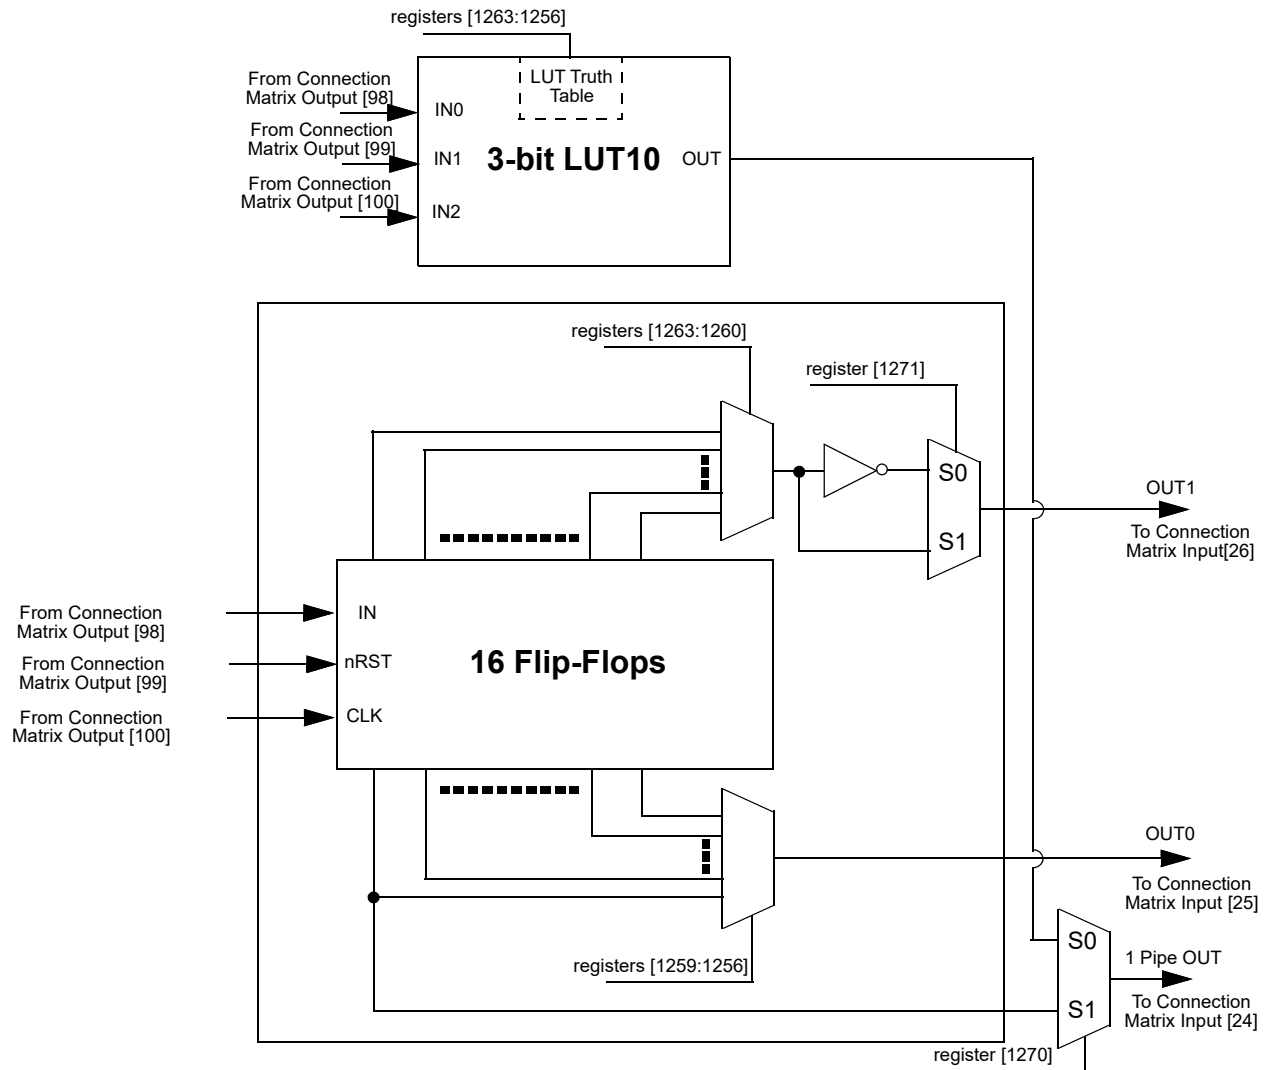 registers [1263:1256]
From Connection
Matrix Output [98]
LUT Truth
Table
IN0
From Connection
Matrix Output [99]
IN1
3-bit LUT10
OUT
From Connection
Matrix Output [100]
IN2
registers [1263:1260]
register [1271]
S0
S1
OUT1
To Connection
Matrix Input[26]
From Connection
Matrix Output [98]
IN
From Connection
Matrix Output [99]
nRST
16 Flip-Flops
From Connection
Matrix Output [100]
CLK
OUT0
To Connection
Matrix Input [25]
registers [1259:1256]
S0
S1
1 Pipe OUT
To Connection
Matrix Input [24]
register [1270]